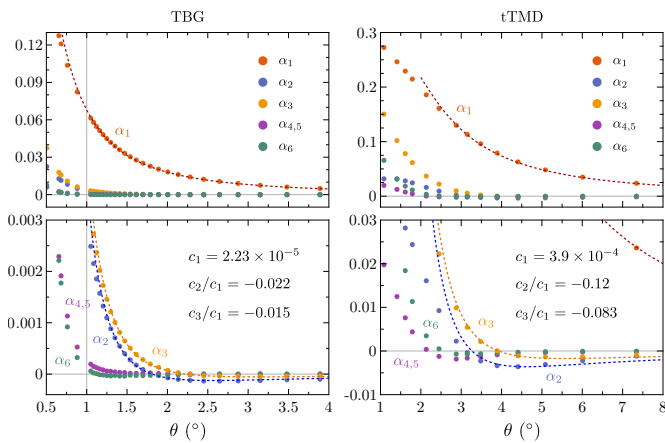 TBG
0.12
0.09
0.06
0.03
0
α₁
α₁
α₂
α₃
α₄,₅
α₆
tTMD
0.3
0.2
0.1
0
α₁
α₁
α₂
α₃
α₄,₅
α₆
0.003
0.002
0.001
0
c₁ = 2.23 × 10⁻⁵
c₂/c₁ = −0.022
c₃/c₁ = −0.015
α₄,₅
α₂
α₃
α₆
0.5 1 1.5 2 2.5 3 3.5 4
θ (°)
0.03
0.02
0.01
0
-0.01
c₁ = 3.9 × 10⁻⁴
c₂/c₁ = −0.12
c₃/c₁ = −0.083
α₆
α₃
α₄,₅
α₂
1 2 3 4 5 6 7 8
θ (°)